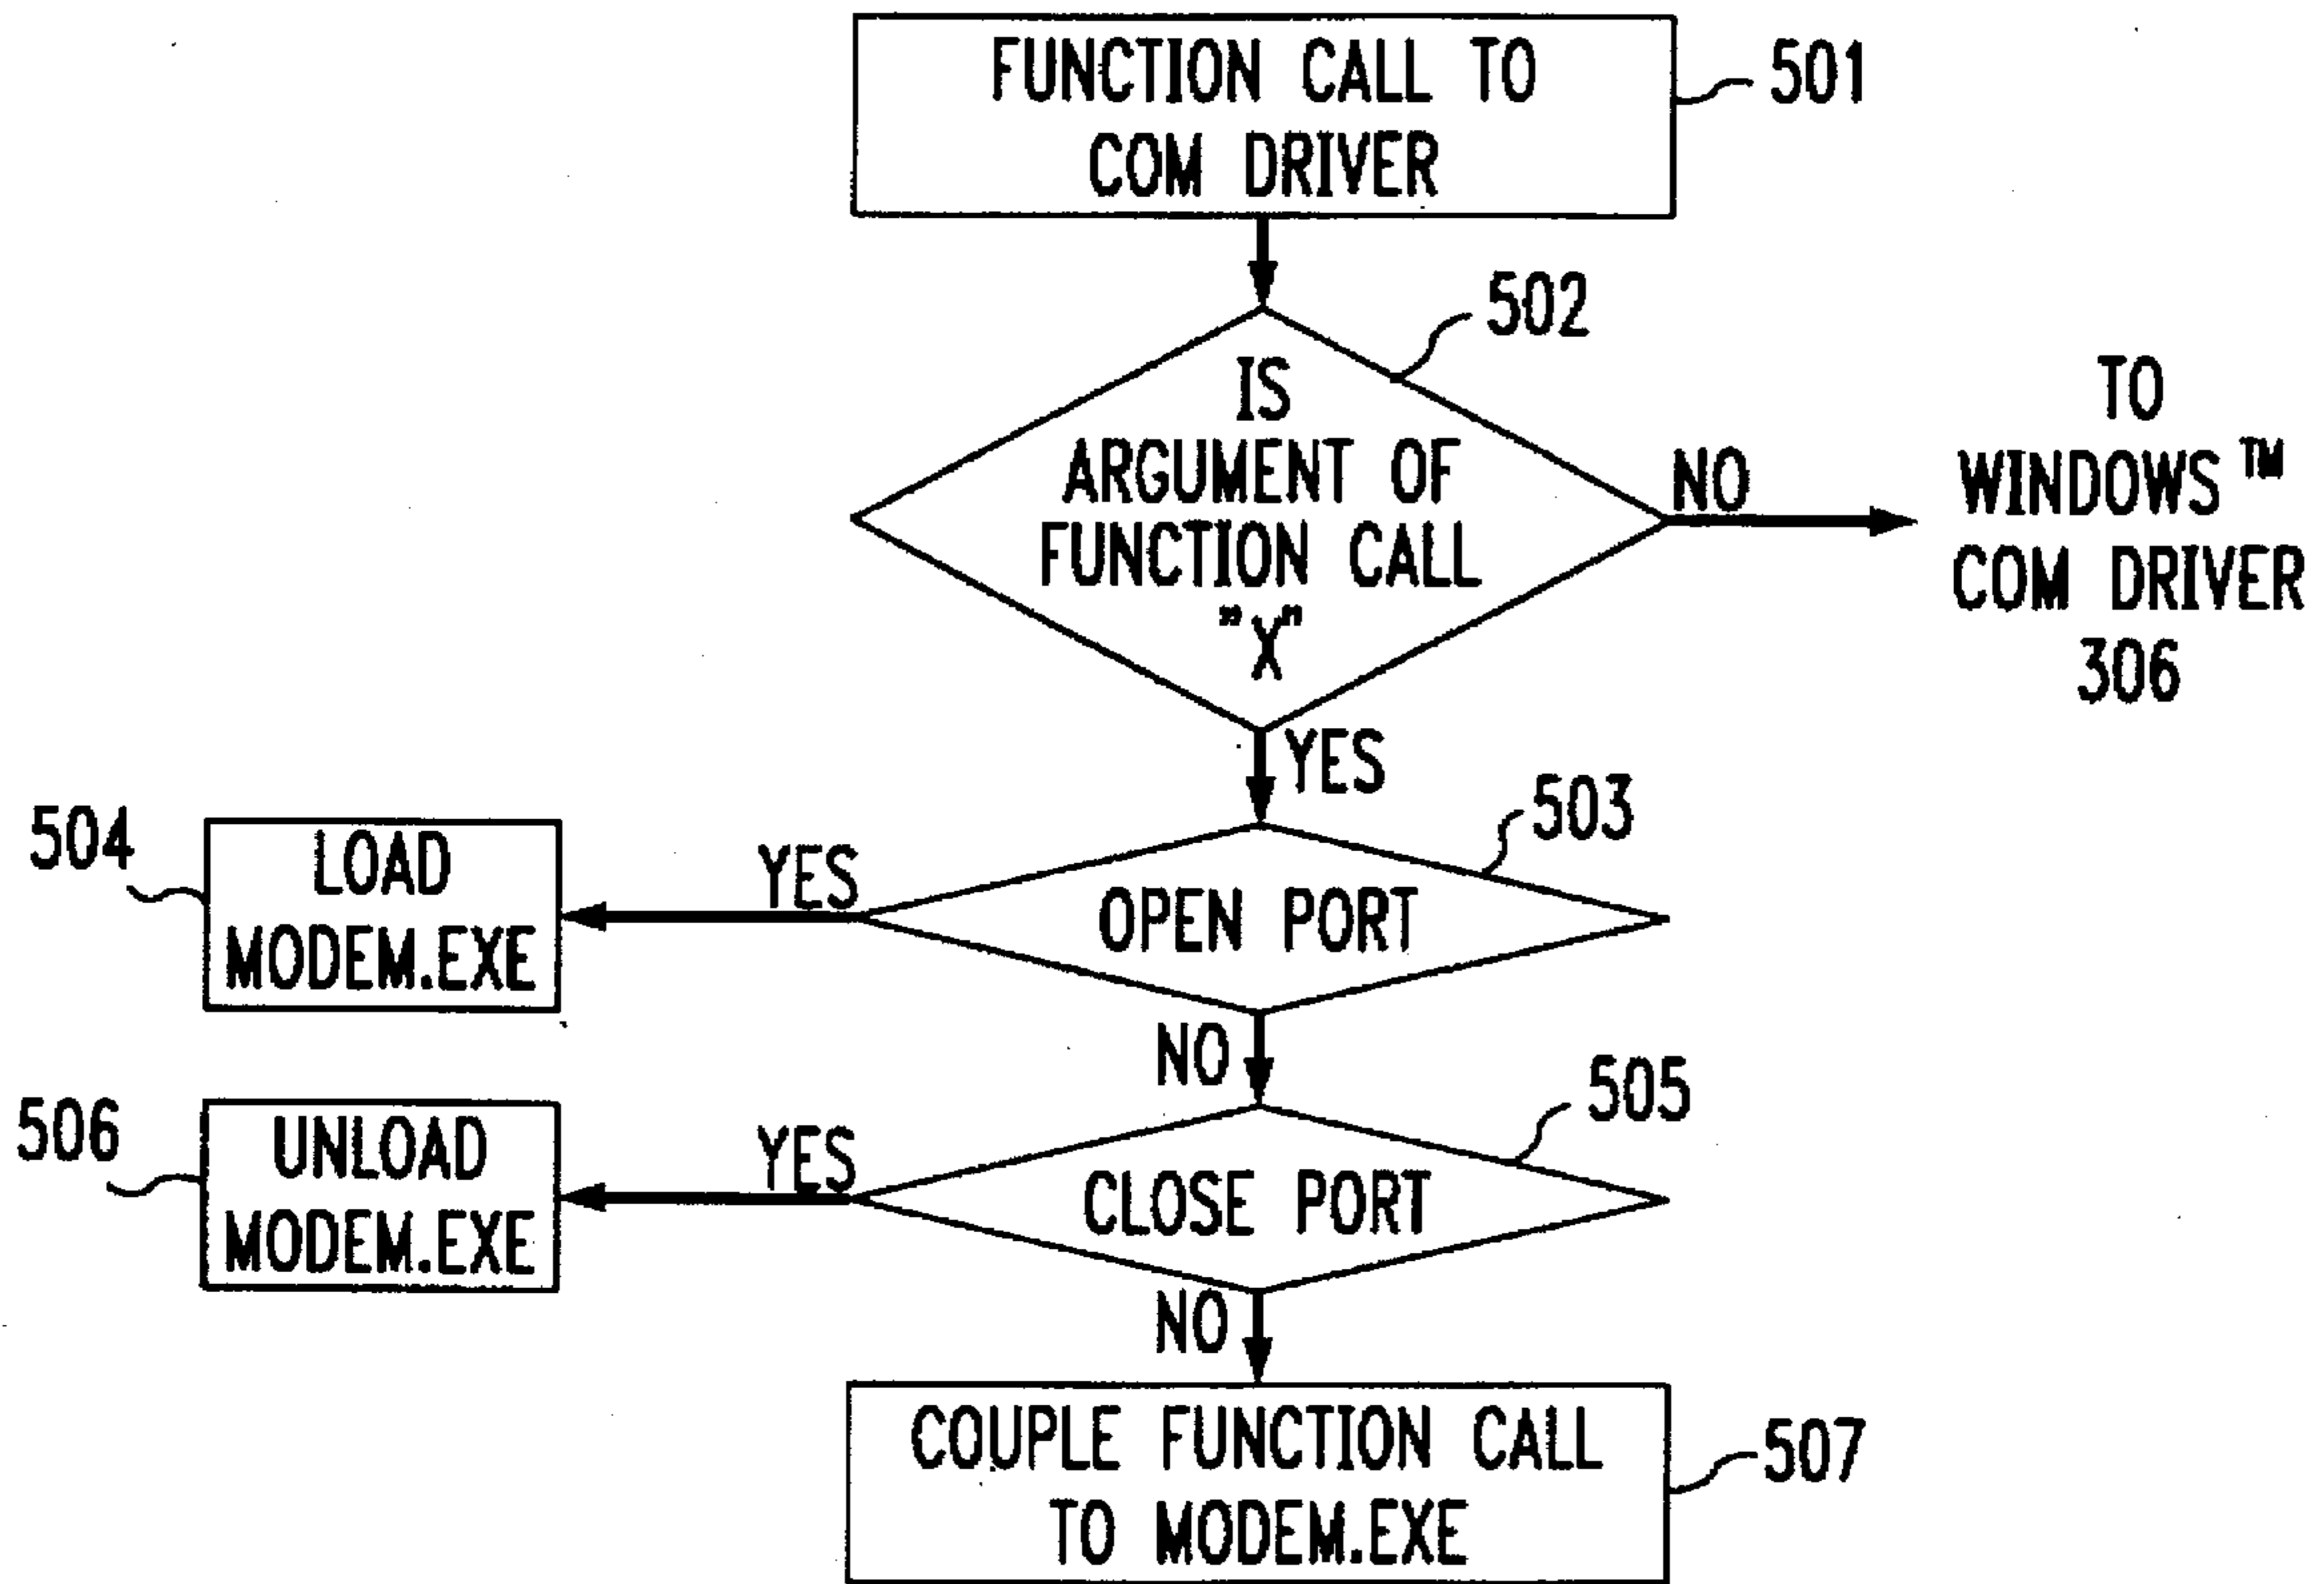 FUNCTION CALL TO
COM DRIVER
501
502
IS
ARGUMENT OF
FUNCTION CALL
"X"
NO
TO
WINDOWS™
COM DRIVER
306
YES
503
504
LOAD
MODEM.EXE
YES
OPEN PORT
NO
505
506
UNLOAD
MODEM.EXE
YES
CLOSE PORT
NO
COUPLE FUNCTION CALL
TO MODEM.EXE
507